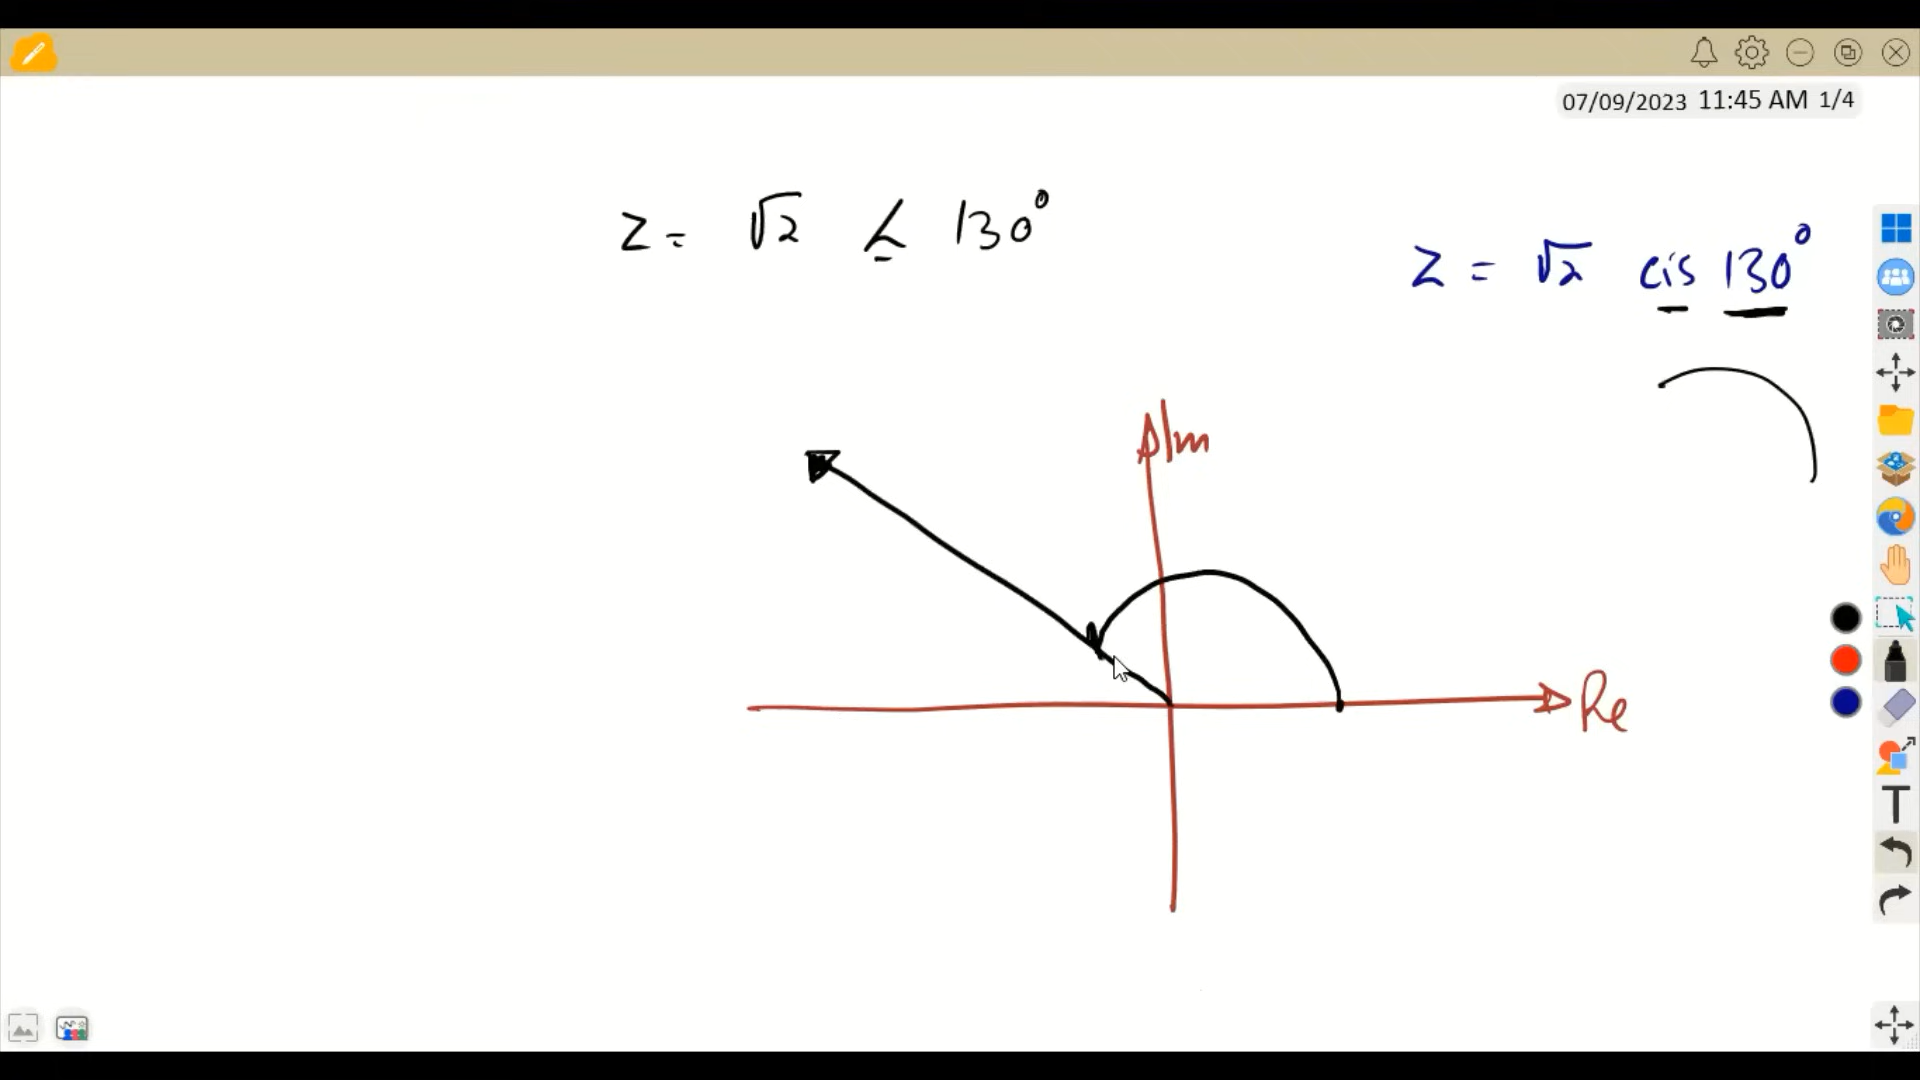 07/09/2023 11:45 AM 1/4
z = √2 ∠ 130°
z = √2 cis 130°
Im
Re
T